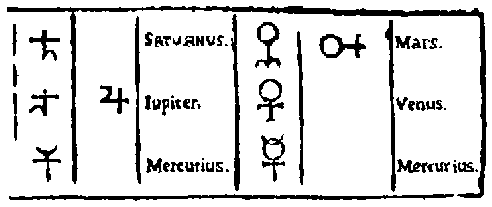 ♄ SATURNUS. ♂ Mars.
♃ ♃ Iupiter. ♀ Venus.
Mercurius. ☿ Mercurius.